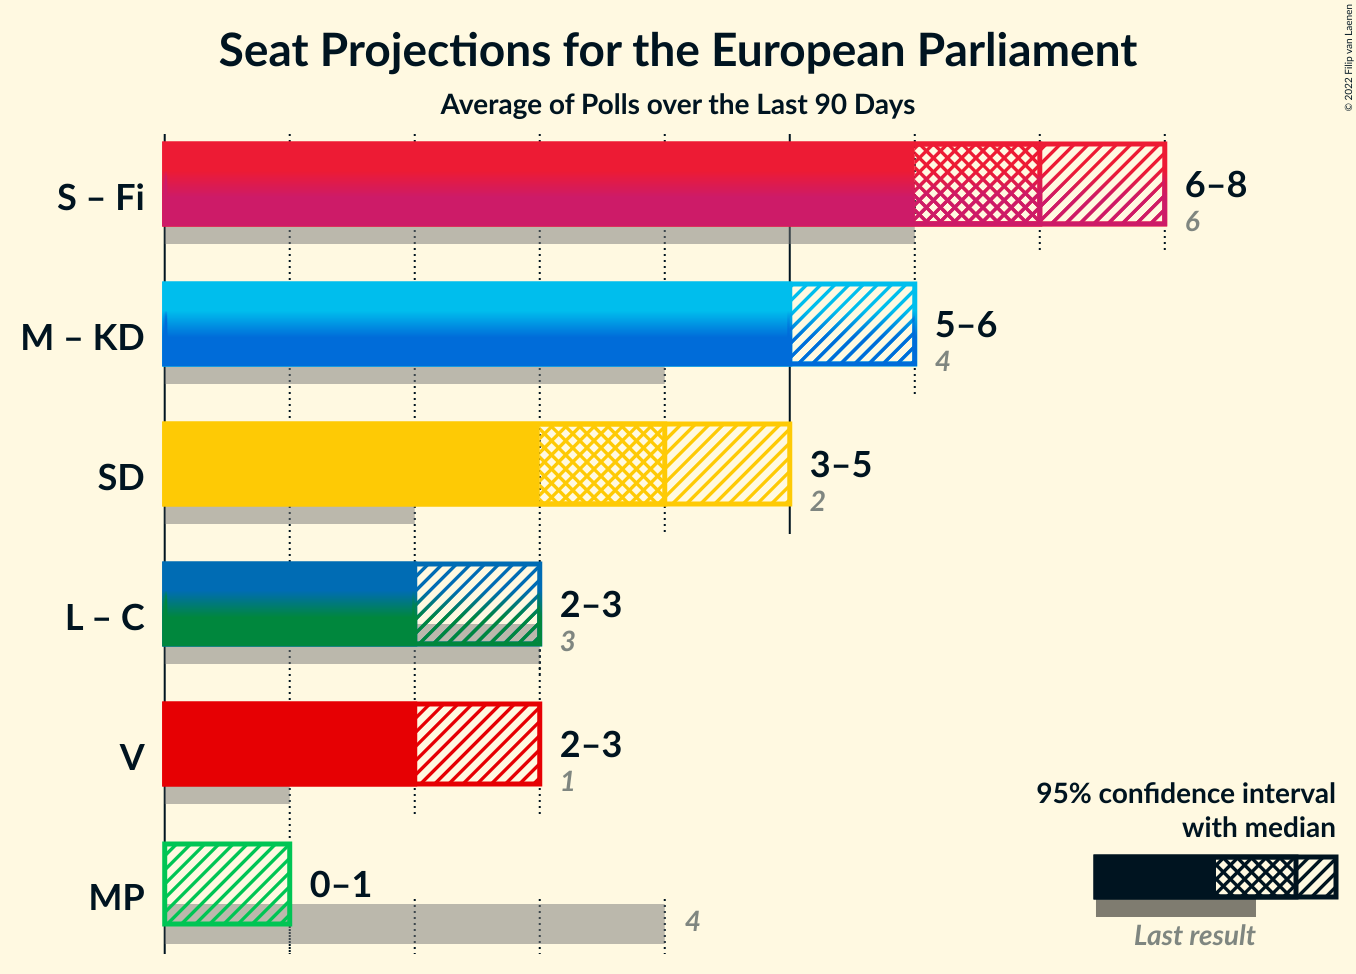 Seat Projections for the European Parliament
Average of Polls over the Last 90 Days
© 2022 Filip van Laenen
S – Fi
6–8
6
M – KD
5–6
4
SD
3–5
2
L – C
2–3
3
V
2–3
1
MP
0–1
4
95% confidence interval
with median
Last result